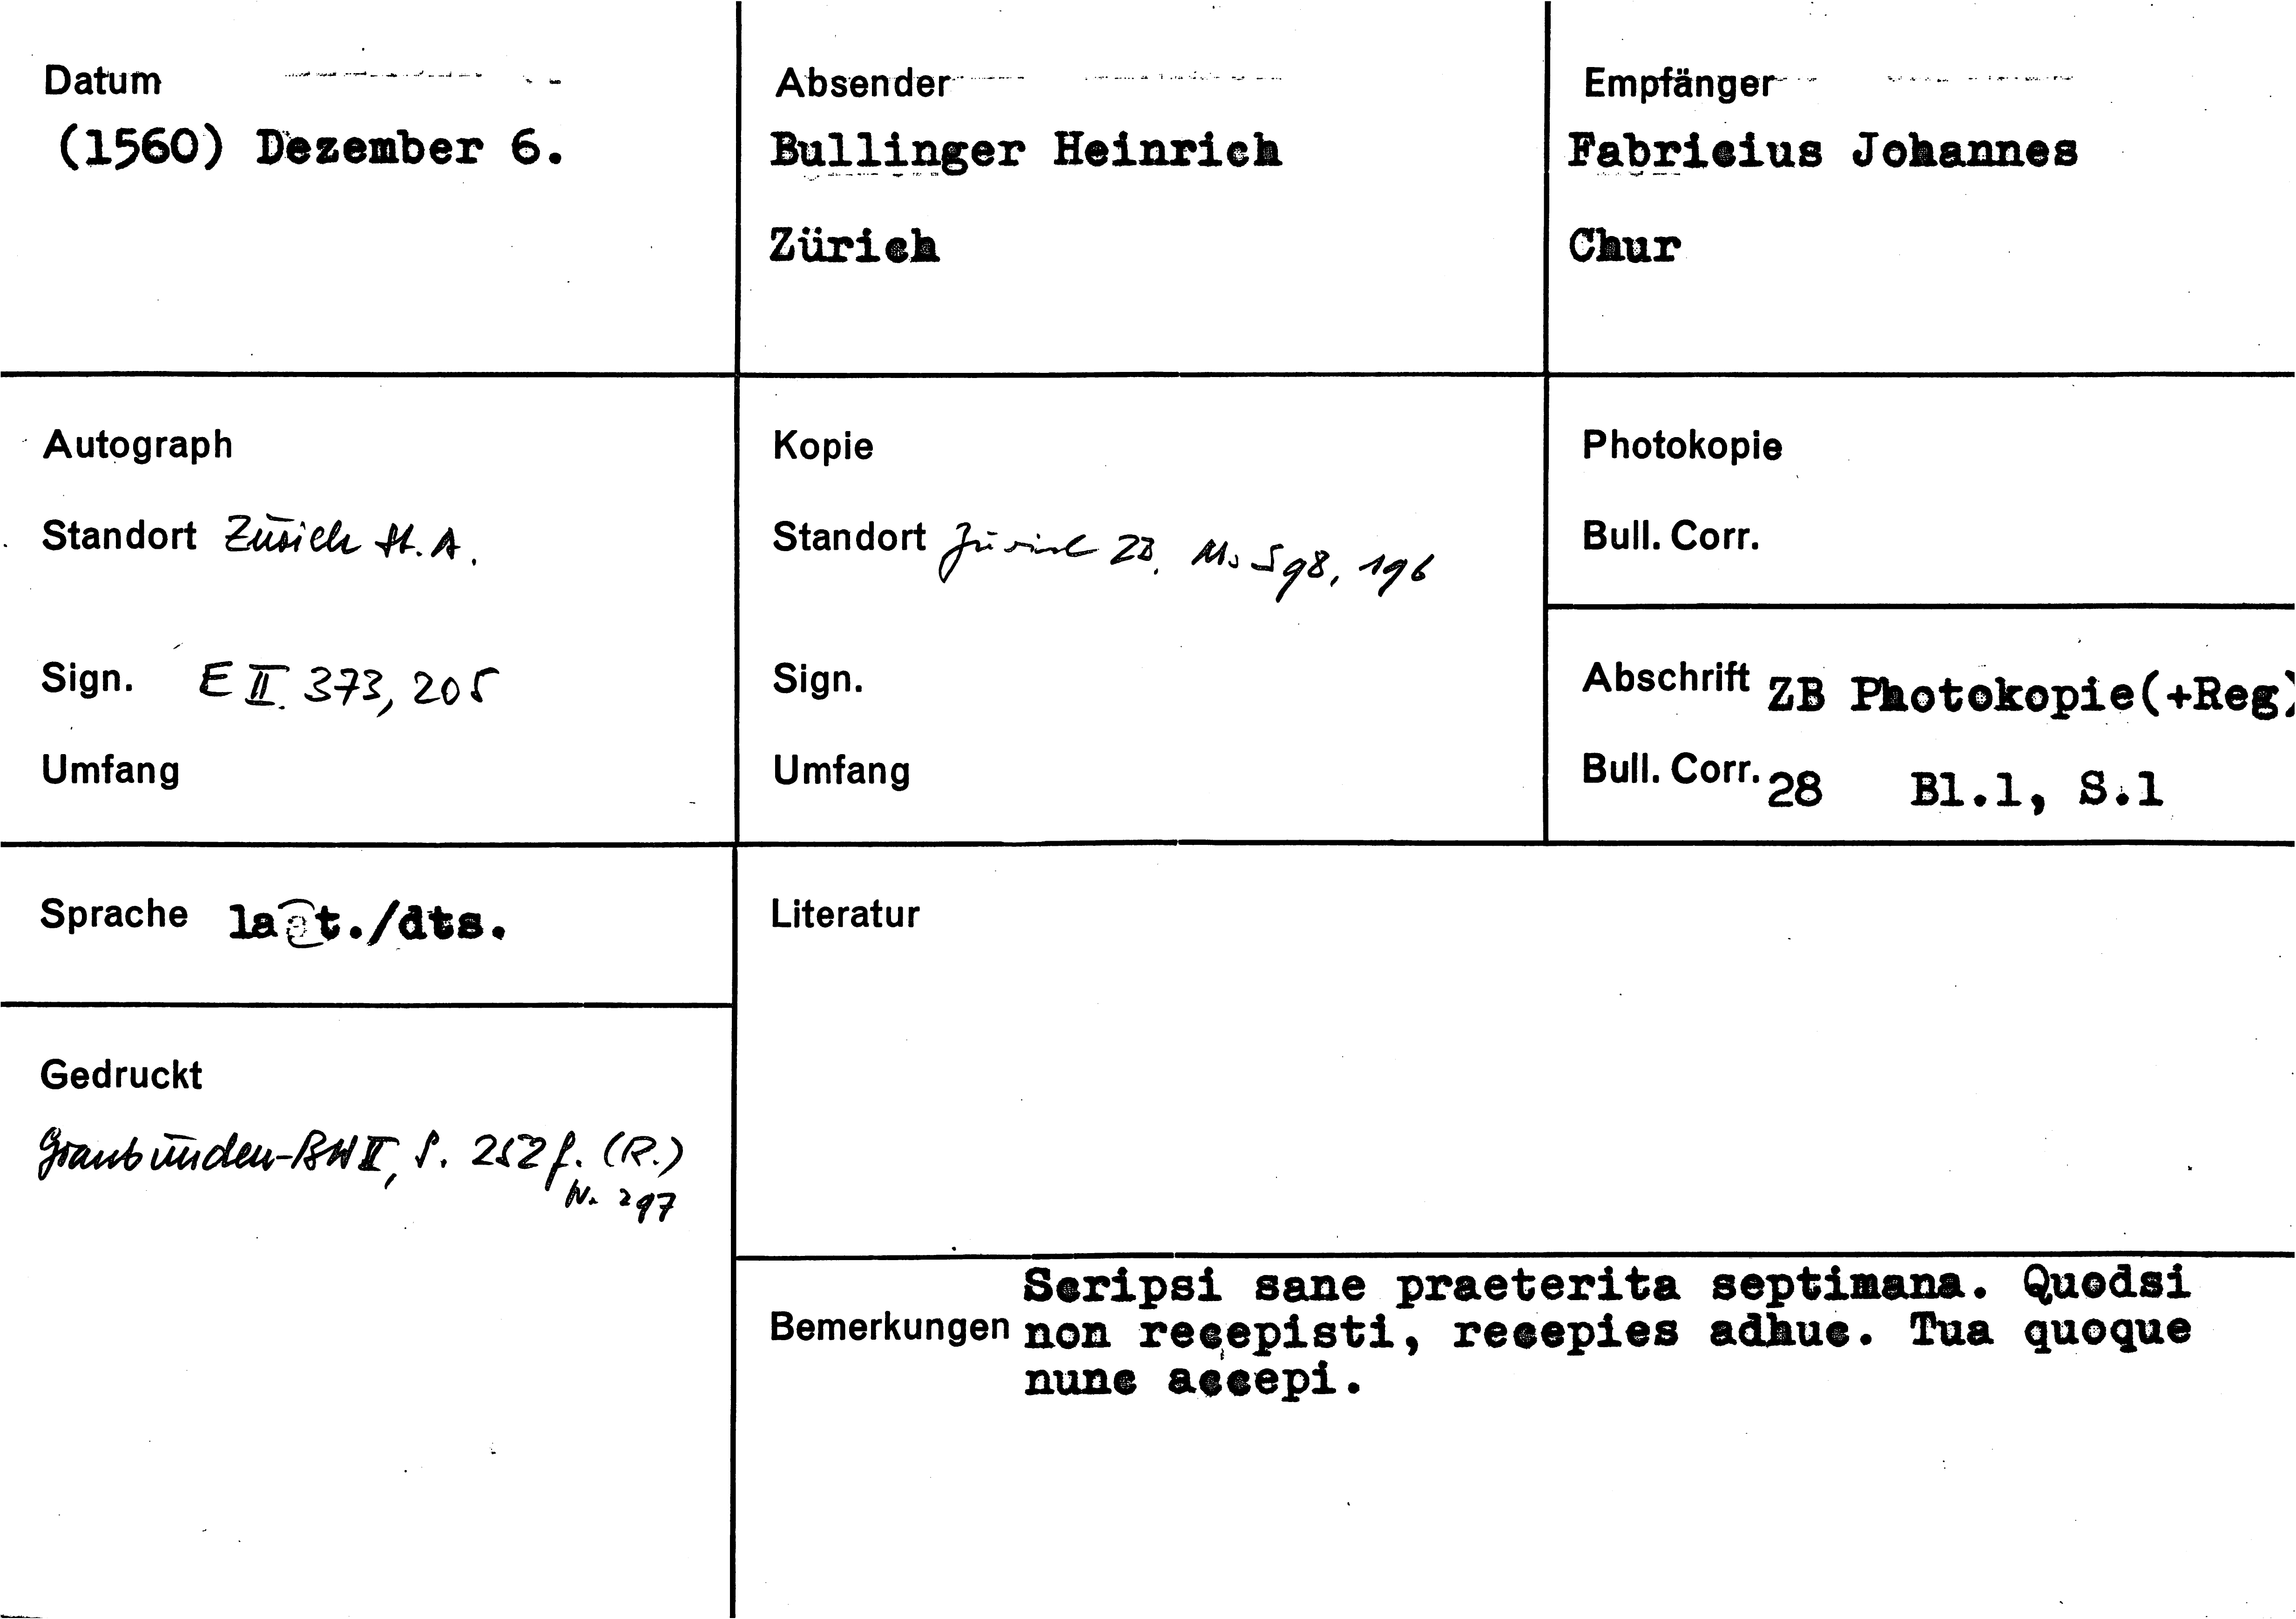 Datum
(1560) Dezember 6.
Absender
Bullinger Heinrich
Zürich
Empfänger
Fabricius Johannes
Chur
Autograph
Standort Zürich St. A.
Sign. E II 373, 205
Umfang
Kopie
Standort Zürich ZB, Ms S 98, 196
Sign.
Umfang
Photokopie
Bull. Corr.
Abschrift ZB Photokopie(+Reg)
Bull. Corr. 28 Bl.1, S.1
Sprache lat./dts.
Gedruckt
Graubünden-BW II, S. 252 f. (R.)
N. 297
Literatur
Bemerkungen
Scripsi sane praeterita septimana. Quodsi
non recepisti, recepies adhuc. Tua quoque
nunc accepi.